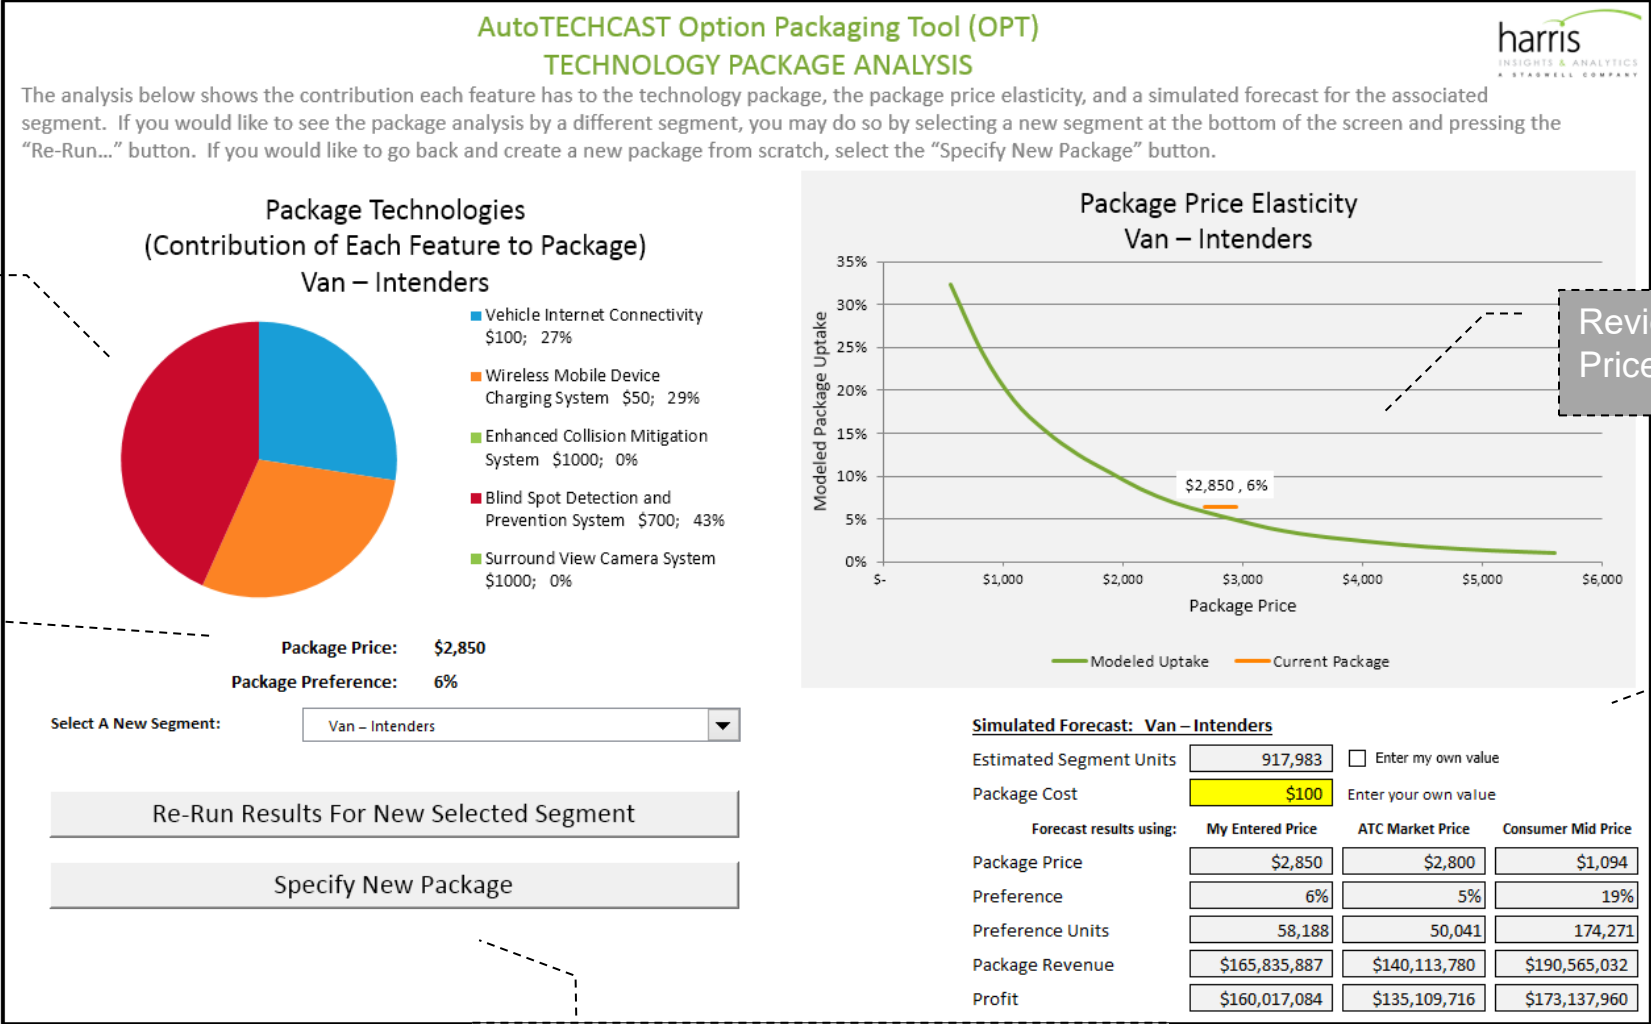 AutoTECHCAST Option Packaging Tool (OPT)
TECHNOLOGY PACKAGE ANALYSIS
harris
INSIGHTS & ANALYTICS
A STAGWELL COMPANY
The analysis below shows the contribution each feature has to the technology package, the package price elasticity, and a simulated forecast for the associated
segment. If you would like to see the package analysis by a different segment, you may do so by selecting a new segment at the bottom of the screen and pressing the
“Re-Run…” button. If you would like to go back and create a new package from scratch, select the “Specify New Package” button.
Package Technologies
(Contribution of Each Feature to Package)
Van – Intenders
Vehicle Internet Connectivity
$100; 27%
Wireless Mobile Device
Charging System $50; 29%
Enhanced Collision Mitigation
System $1000; 0%
Blind Spot Detection and
Prevention System $700; 43%
Surround View Camera System
$1000; 0%
Package Price: $2,850
Package Preference: 6%
Select A New Segment: Van – Intenders
Re-Run Results For New Selected Segment
Specify New Package
Package Price Elasticity
Van – Intenders
Modeled Package Uptake
35%
30%
25%
20%
15%
10%
5%
0%
$2,850 , 6%
$- $1,000 $2,000 $3,000 $4,000 $5,000 $6,000
Package Price
Modeled Uptake Current Package
Revi
Price
Simulated Forecast: Van – Intenders
Estimated Segment Units 917,983 Enter my own value
Package Cost $100 Enter your own value
Forecast results using: My Entered Price ATC Market Price Consumer Mid Price
Package Price $2,850 $2,800 $1,094
Preference 6% 5% 19%
Preference Units 58,188 50,041 174,271
Package Revenue $165,835,887 $140,113,780 $190,565,032
Profit $160,017,084 $135,109,716 $173,137,960